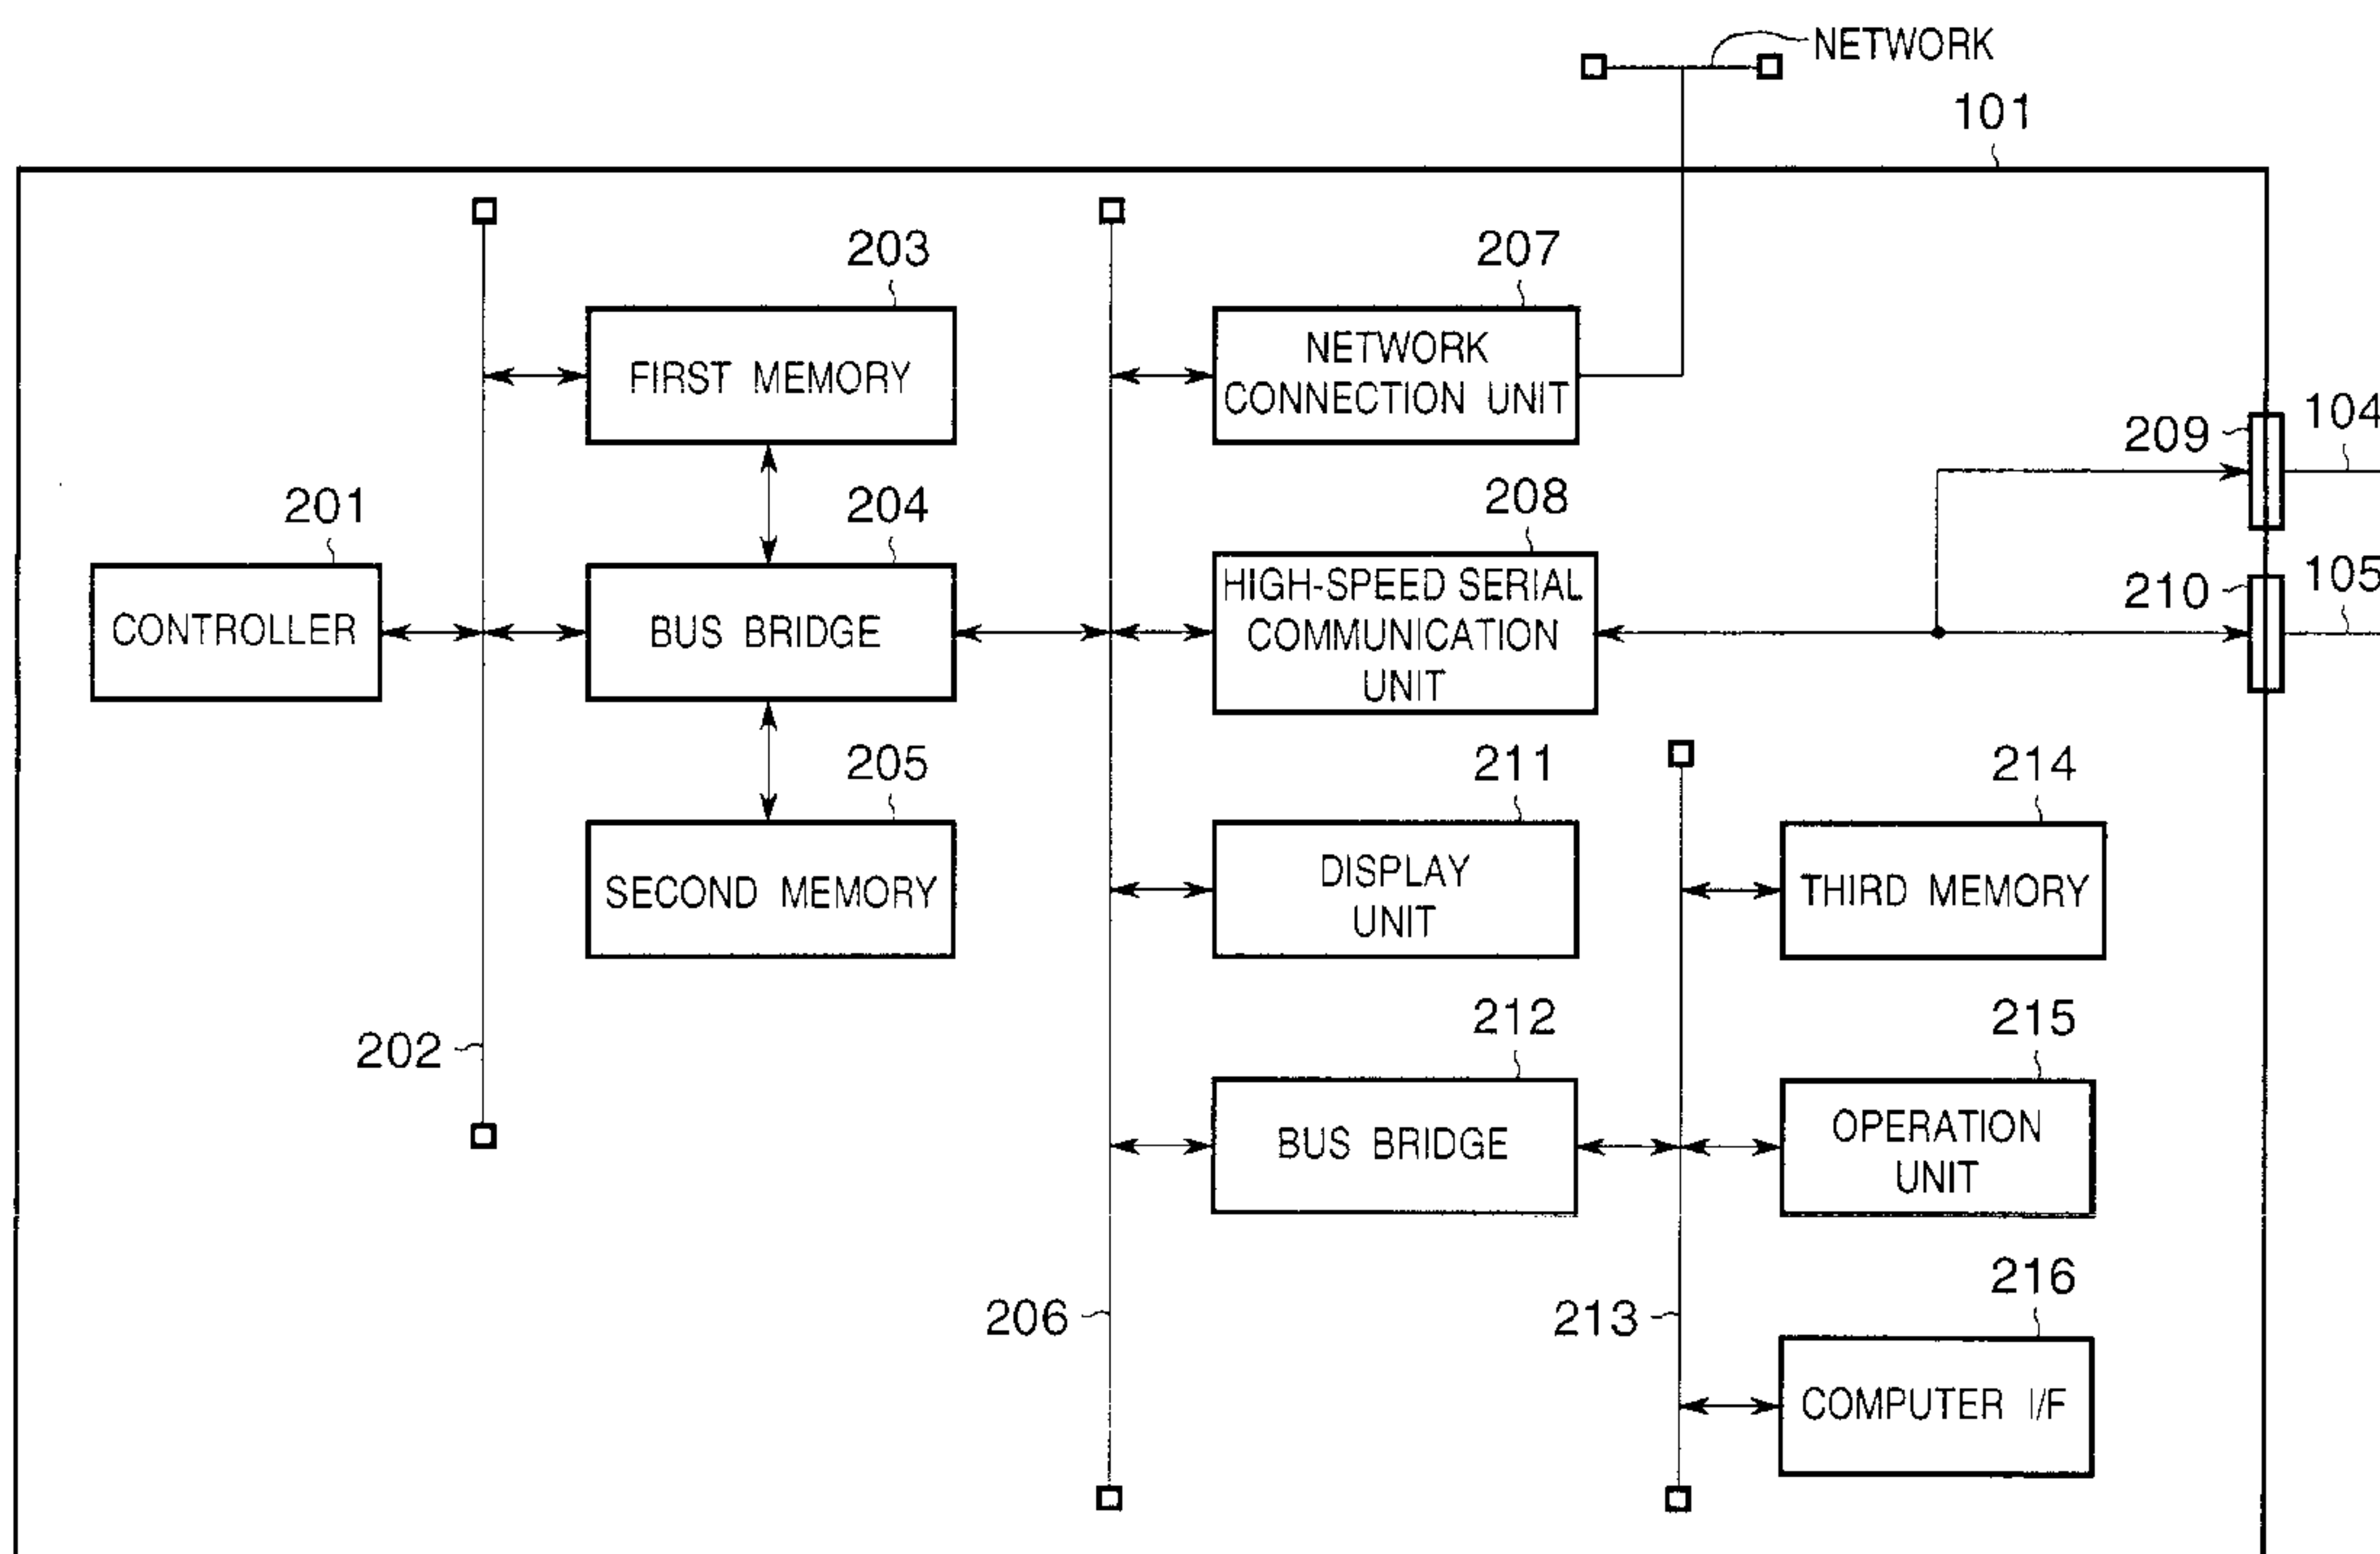 NETWORK
101
203
207
FIRST MEMORY
NETWORK
CONNECTION UNIT
104
209
201
204
208
CONTROLLER
BUS BRIDGE
HIGH-SPEED SERIAL
COMMUNICATION
UNIT
105
210
205
211
214
SECOND MEMORY
DISPLAY
UNIT
THIRD MEMORY
202
212
215
BUS BRIDGE
OPERATION
UNIT
206
213
216
COMPUTER I/F